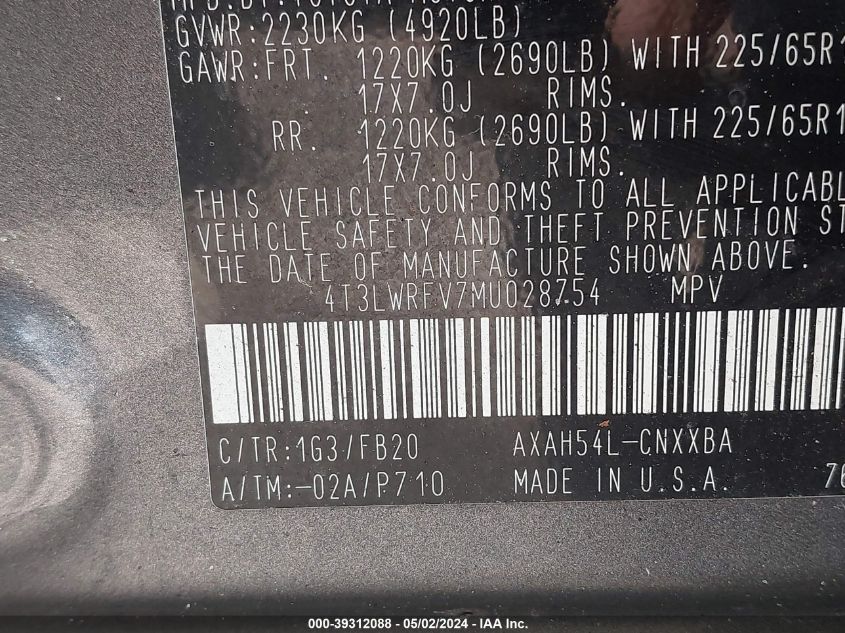 GVWR:2230KG (4920LB)
GAWR:FRT. 1220KG (2690LB) WITH 225/65R1
17X7.0J RIMS.
RR. 1220KG (2690LB) WITH 225/65R1
17X7.0J RIMS.
THIS VEHICLE CONFORMS TO ALL APPLICABL
VEHICLE SAFETY AND THEFT PREVENTION ST
THE DATE OF MANUFACTURE SHOWN ABOVE.
4T3LWRFV7MU028754 MPV
C/TR:1G3/FB20 AXAH54L-CNXXBA
A/TM:-02A/P710 MADE IN U.S.A. 76
000-39312088 - 05/02/2024 - IAA Inc.